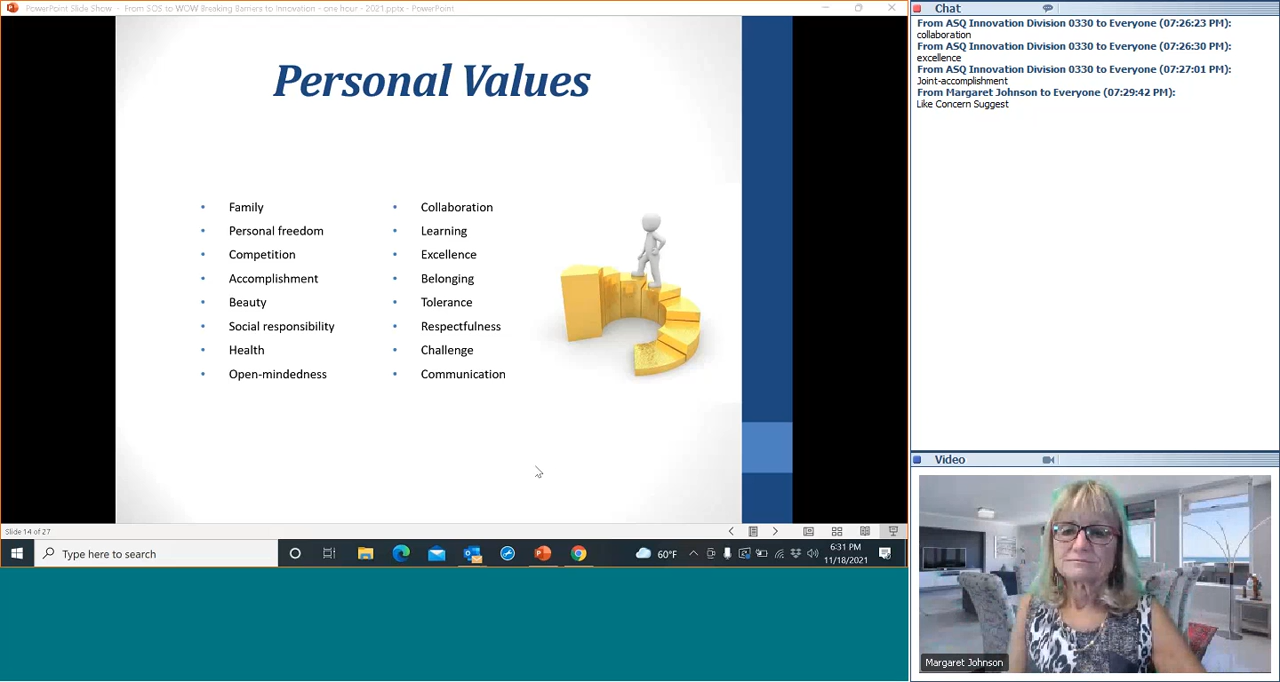 PowerPoint Slide Show - From SOS to WOW Breaking Barriers to Innovation - one hour - 2021.pptx - PowerPoint
Personal Values
• Family
• Personal freedom
• Competition
• Accomplishment
• Beauty
• Social responsibility
• Health
• Open-mindedness
• Collaboration
• Learning
• Excellence
• Belonging
• Tolerance
• Respectfulness
• Challenge
• Communication
Slide 14 of 27
Type here to search
60°F
6:31 PM
11/18/2021
Chat
From ASQ Innovation Division 0330 to Everyone (07:26:23 PM):
collaboration
From ASQ Innovation Division 0330 to Everyone (07:26:30 PM):
excellence
From ASQ Innovation Division 0330 to Everyone (07:27:01 PM):
Joint-accomplishment
From Margaret Johnson to Everyone (07:29:42 PM):
Like Concern Suggest
Video
Margaret Johnson